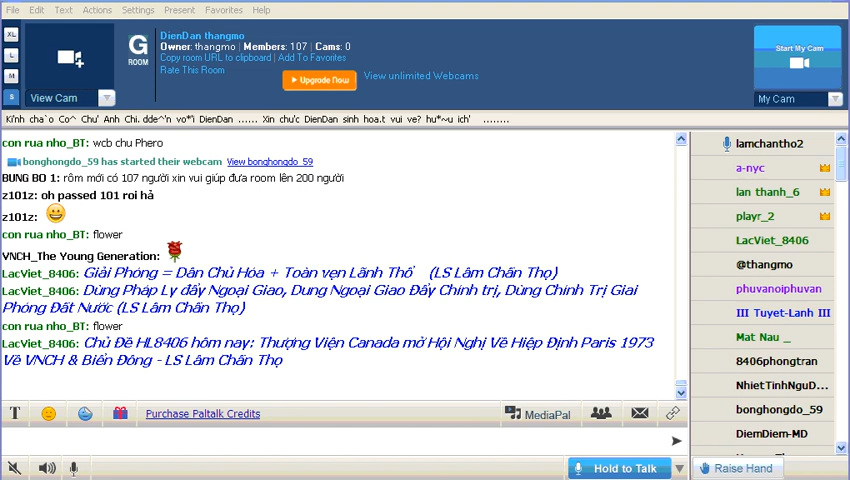 File Edit Text Actions Settings Present Favorites Help
XL
L
M
S
View Cam
G
ROOM
DienDan thangmo
Owner: thangmo | Members: 107 | Cams: 0
Copy room URL to clipboard | Add To Favorites
Rate This Room
Upgrade Now
View unlimited Webcams
Start My Cam
My Cam
Ki'nh cha`o Co^ Chu' Anh Chi. dde^'n vo*'i DienDan ...... Xin chu'c DienDan sinh hoa.t vui ve? hu*~u ich' ........
con rua nho_BT: wcb chu Phero
bonghongdo_59 has started their webcam View bonghongdo_59
BUNG BO 1: rôm mới có 107 người xin vui giúp đưa room lên 200 người
z101z: oh passed 101 roi hả
z101z:
con rua nho_BT: flower
VNCH_The Young Generation:
LacViet_8406: Giải Phóng = Dân Chủ Hóa + Toàn vẹn Lãnh Thổ (LS Lâm Chấn Thọ)
LacViet_8406: Dùng Pháp Lý đẩy Ngoại Giao, Dung Ngoại Giao Đẩy Chính trị, Dùng Chính Trị Giai
Phóng Đất Nước (LS Lâm Chấn Thọ)
con rua nho_BT: flower
LacViet_8406: Chủ Đề HL8406 hôm nay: Thượng Viện Canada mở Hội Nghị Về Hiệp Định Paris 1973
Về VNCH & Biển Đông - LS Lâm Chấn Thọ
T
Purchase Paltalk Credits
MediaPal
Hold to Talk
lamchantho2
a-nyc
lan thanh_6
playr_2
LacViet_8406
@thangmo
phuvanoiphuvan
III Tuyet-Lanh III
Mat Nau _
8406phongtran
NhietTinhNguD...
bonghongdo_59
DiemDiem-MD
Raise Hand